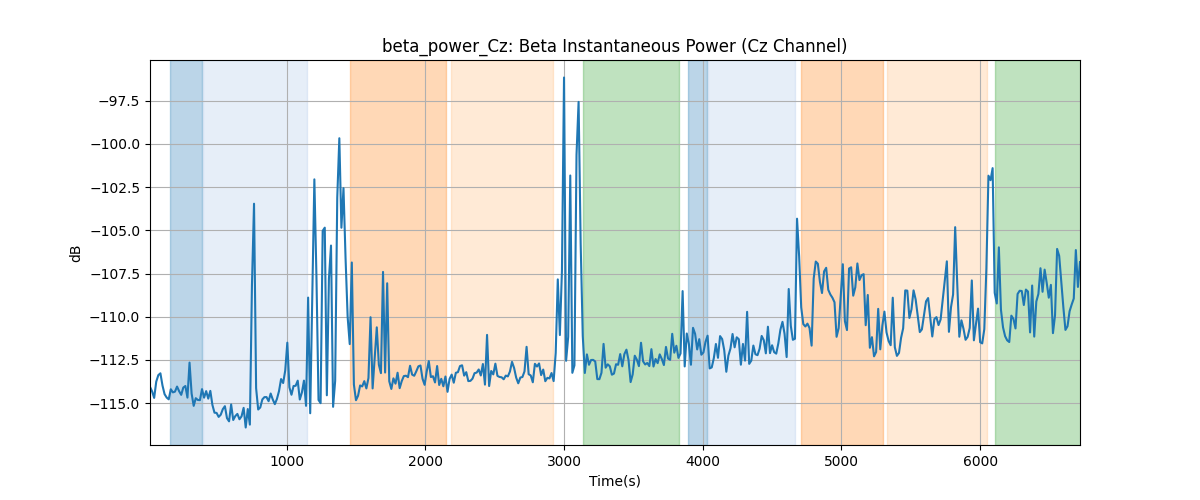 beta_power_Cz: Beta Instantaneous Power (Cz Channel)
dB
−97.5
−100.0
−102.5
−105.0
−107.5
−110.0
−112.5
−115.0
1000 2000 3000 4000 5000 6000
Time(s)